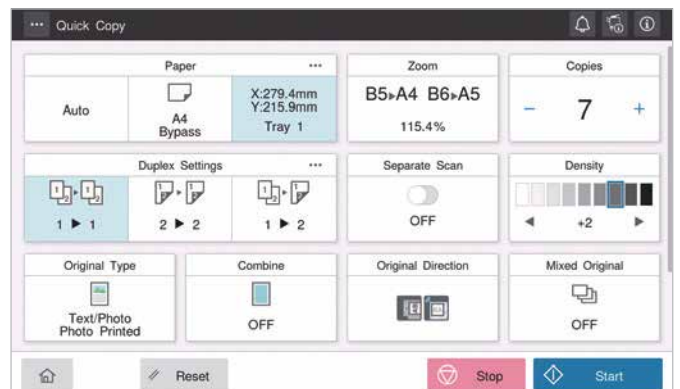 Quick Copy
Paper
Zoom
Copies
Auto
A4
Bypass
X:279.4mm
Y:215.9mm
Tray 1
B5▸A4 B6▸A5
115.4%
- 7 +
Duplex Settings
Separate Scan
Density
1 ▶ 1
2 ▶ 2
1 ▶ 2
OFF
+2
Original Type
Combine
Original Direction
Mixed Original
Text/Photo
Photo Printed
OFF
OFF
Reset
Stop
Start